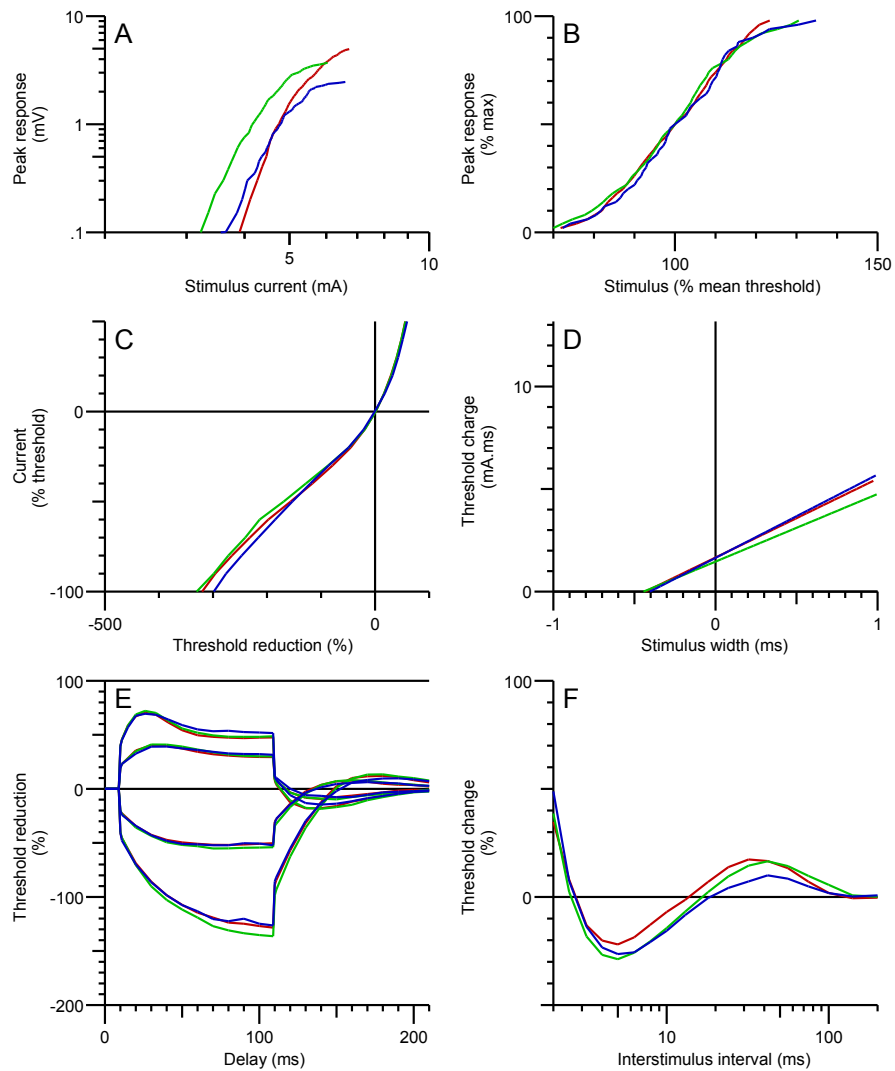 A
Peak response
(mV)
10
1
.1
5
10
Stimulus current (mA)
B
Peak response
(% max)
100
0
100
150
Stimulus (% mean threshold)
C
Current
(% threshold)
0
-100
-500
0
Threshold reduction (%)
D
Threshold charge
(mA.ms)
10
0
-1
0
1
Stimulus width (ms)
E
Threshold reduction
(%)
100
0
-100
-200
0
100
200
Delay (ms)
F
Threshold change
(%)
100
0
10
100
Interstimulus interval (ms)